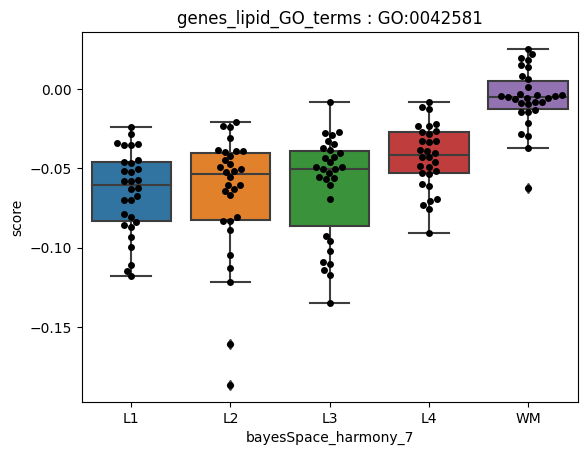 genes_lipid_GO_terms : GO:0042581
0.00
−0.05
−0.10
−0.15
score
L1 L2 L3 L4 WM
bayesSpace_harmony_7